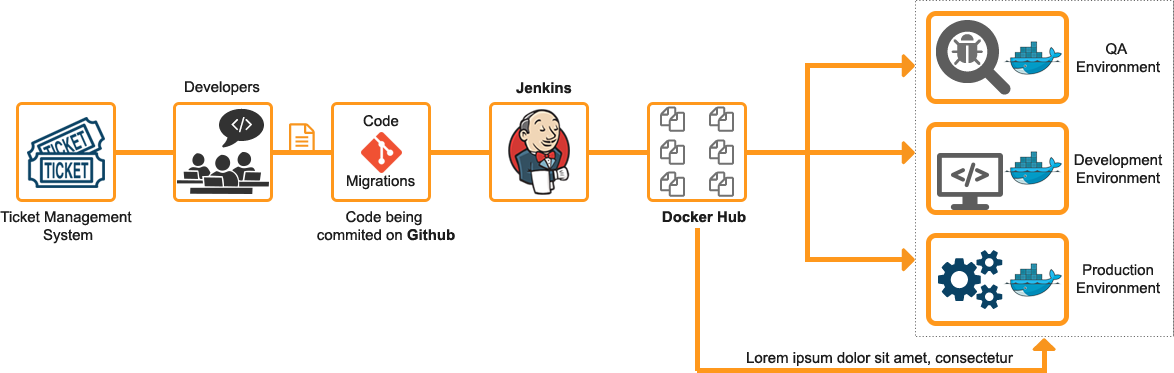 Developers
</>
TICKET
TICKET
Ticket Management
System
Code
Migrations
Code being
commited on Github
Jenkins
Docker Hub
QA
Environment
</>
Development
Environment
Production
Environment
Lorem ipsum dolor sit amet, consectetur